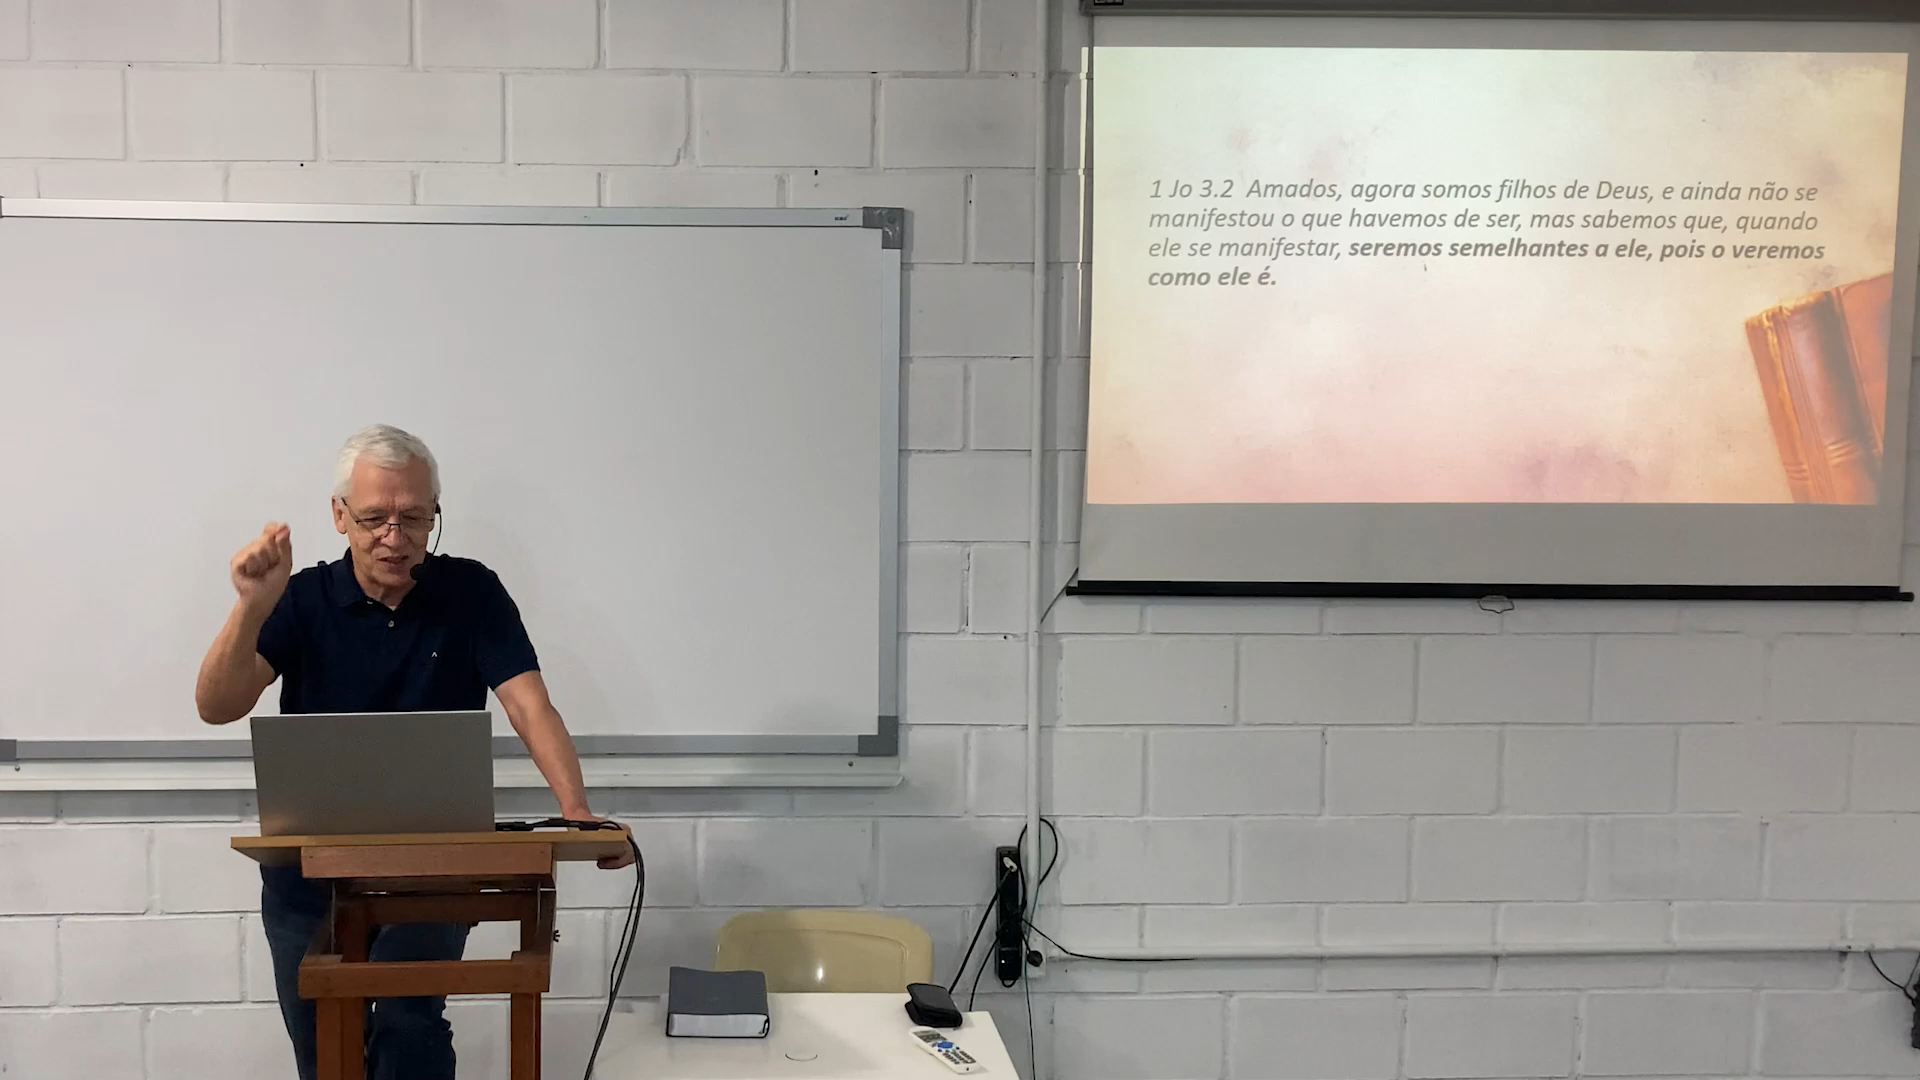 1 Jo 3.2 Amados, agora somos filhos de Deus, e ainda não se
manifestou o que havemos de ser, mas sabemos que, quando
ele se manifestar, seremos semelhantes a ele, pois o veremos
como ele é.